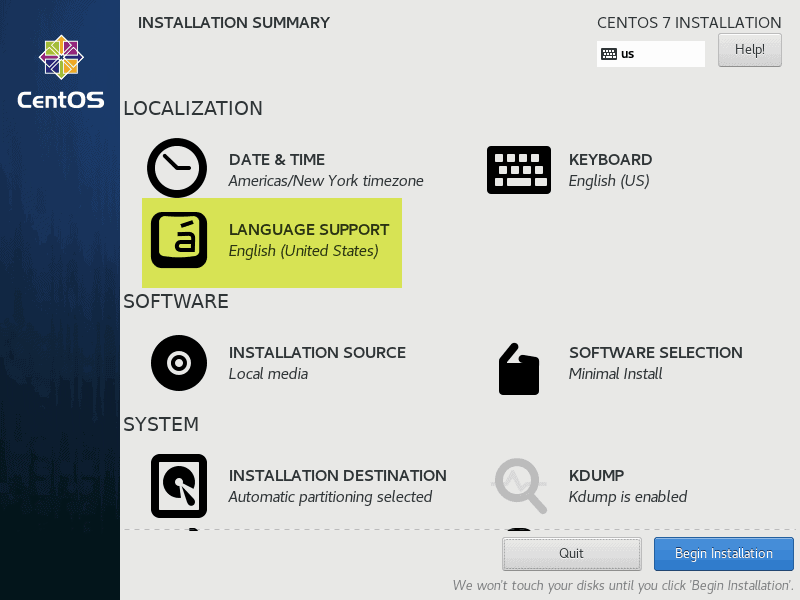 INSTALLATION SUMMARY
CENTOS 7 INSTALLATION
us
Help!
CentOS
LOCALIZATION
DATE & TIME
Americas/New York timezone
KEYBOARD
English (US)
á
LANGUAGE SUPPORT
English (United States)
SOFTWARE
INSTALLATION SOURCE
Local media
SOFTWARE SELECTION
Minimal Install
SYSTEM
INSTALLATION DESTINATION
Automatic partitioning selected
KDUMP
Kdump is enabled
Quit
Begin Installation
We won't touch your disks until you click 'Begin Installation'.